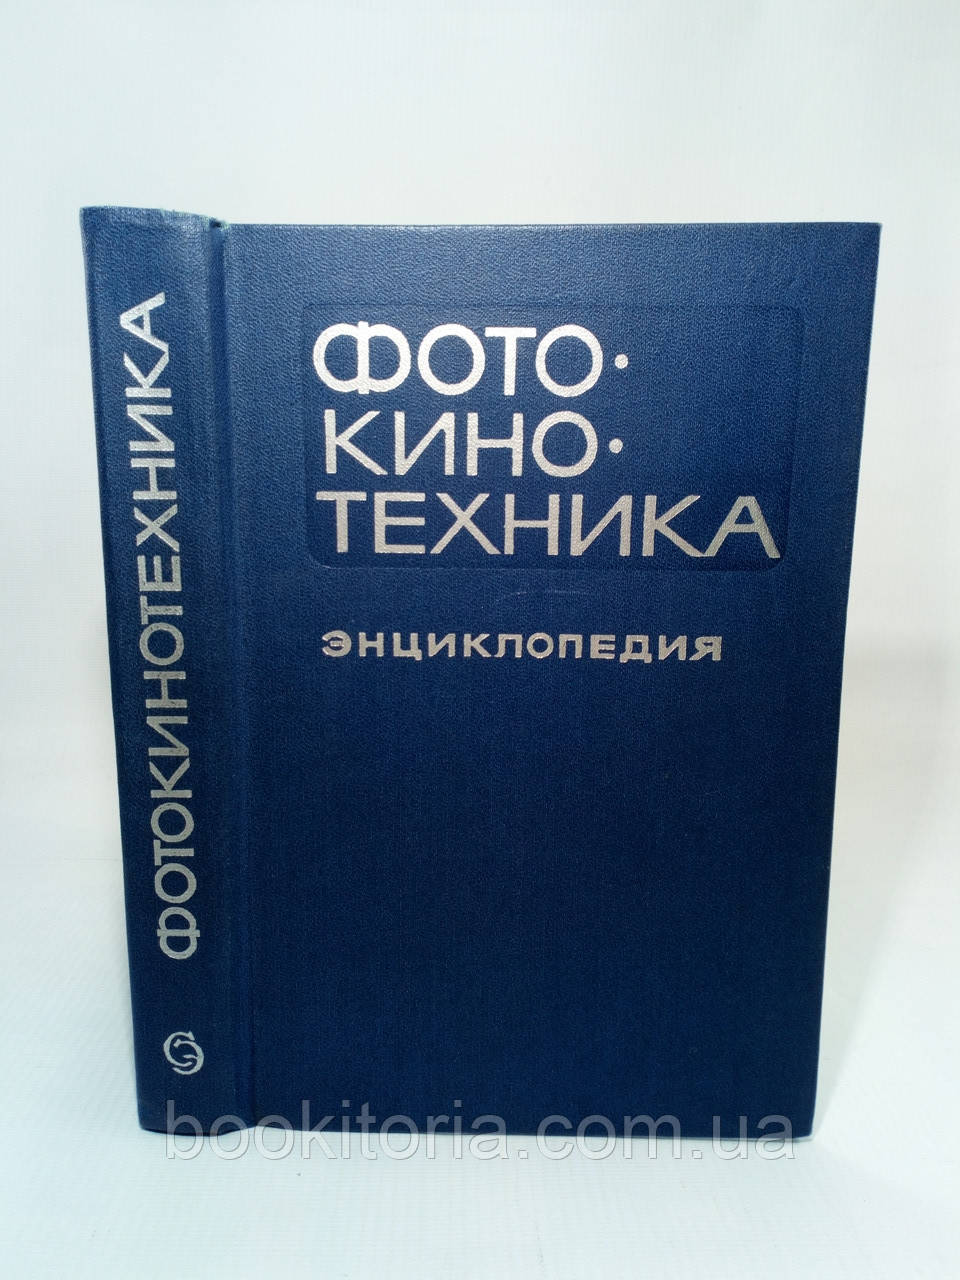 ФОТОКИНОТЕХНИКА
ФОТО·
КИНО·
ТЕХНИКА
ЭНЦИКЛОПЕДИЯ
bookitoria.com.ua